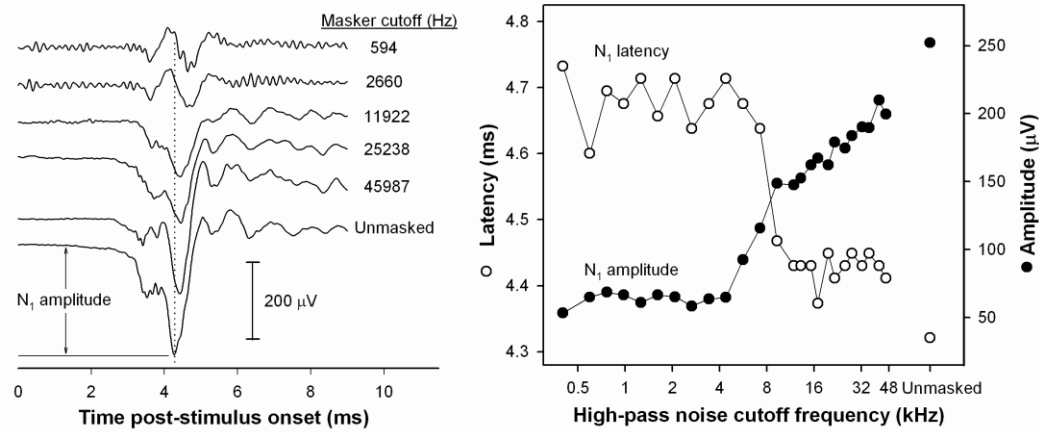 Masker cutoff (Hz)
594
2660
11922
25238
45987
Unmasked
N1 amplitude
200 µV
0 2 4 6 8 10
Time post-stimulus onset (ms)
4.8
4.7
4.6
4.5
4.4
4.3
Latency (ms)
N1 latency
N1 amplitude
250
200
150
100
50
Amplitude (µV)
0.5 1 2 4 8 16 32 48 Unmasked
High-pass noise cutoff frequency (kHz)